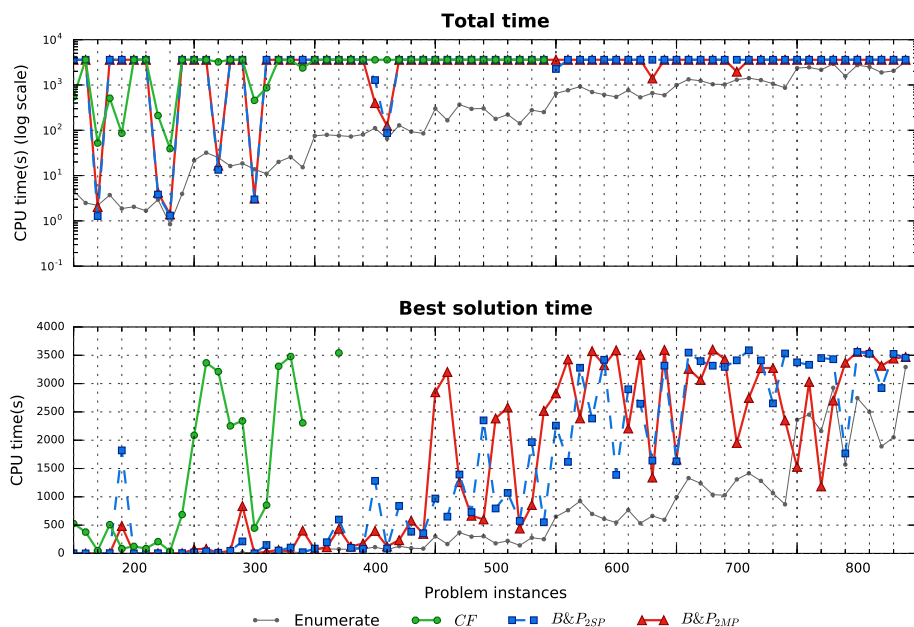 Total time
CPU time(s) (log scale)
10^4
10^3
10^2
10^1
10^0
10^-1
Best solution time
CPU time(s)
4000
3500
3000
2500
2000
1500
1000
500
0
200 300 400 500 600 700 800
Problem instances
Enumerate CF B&P_2SP B&P_2MP